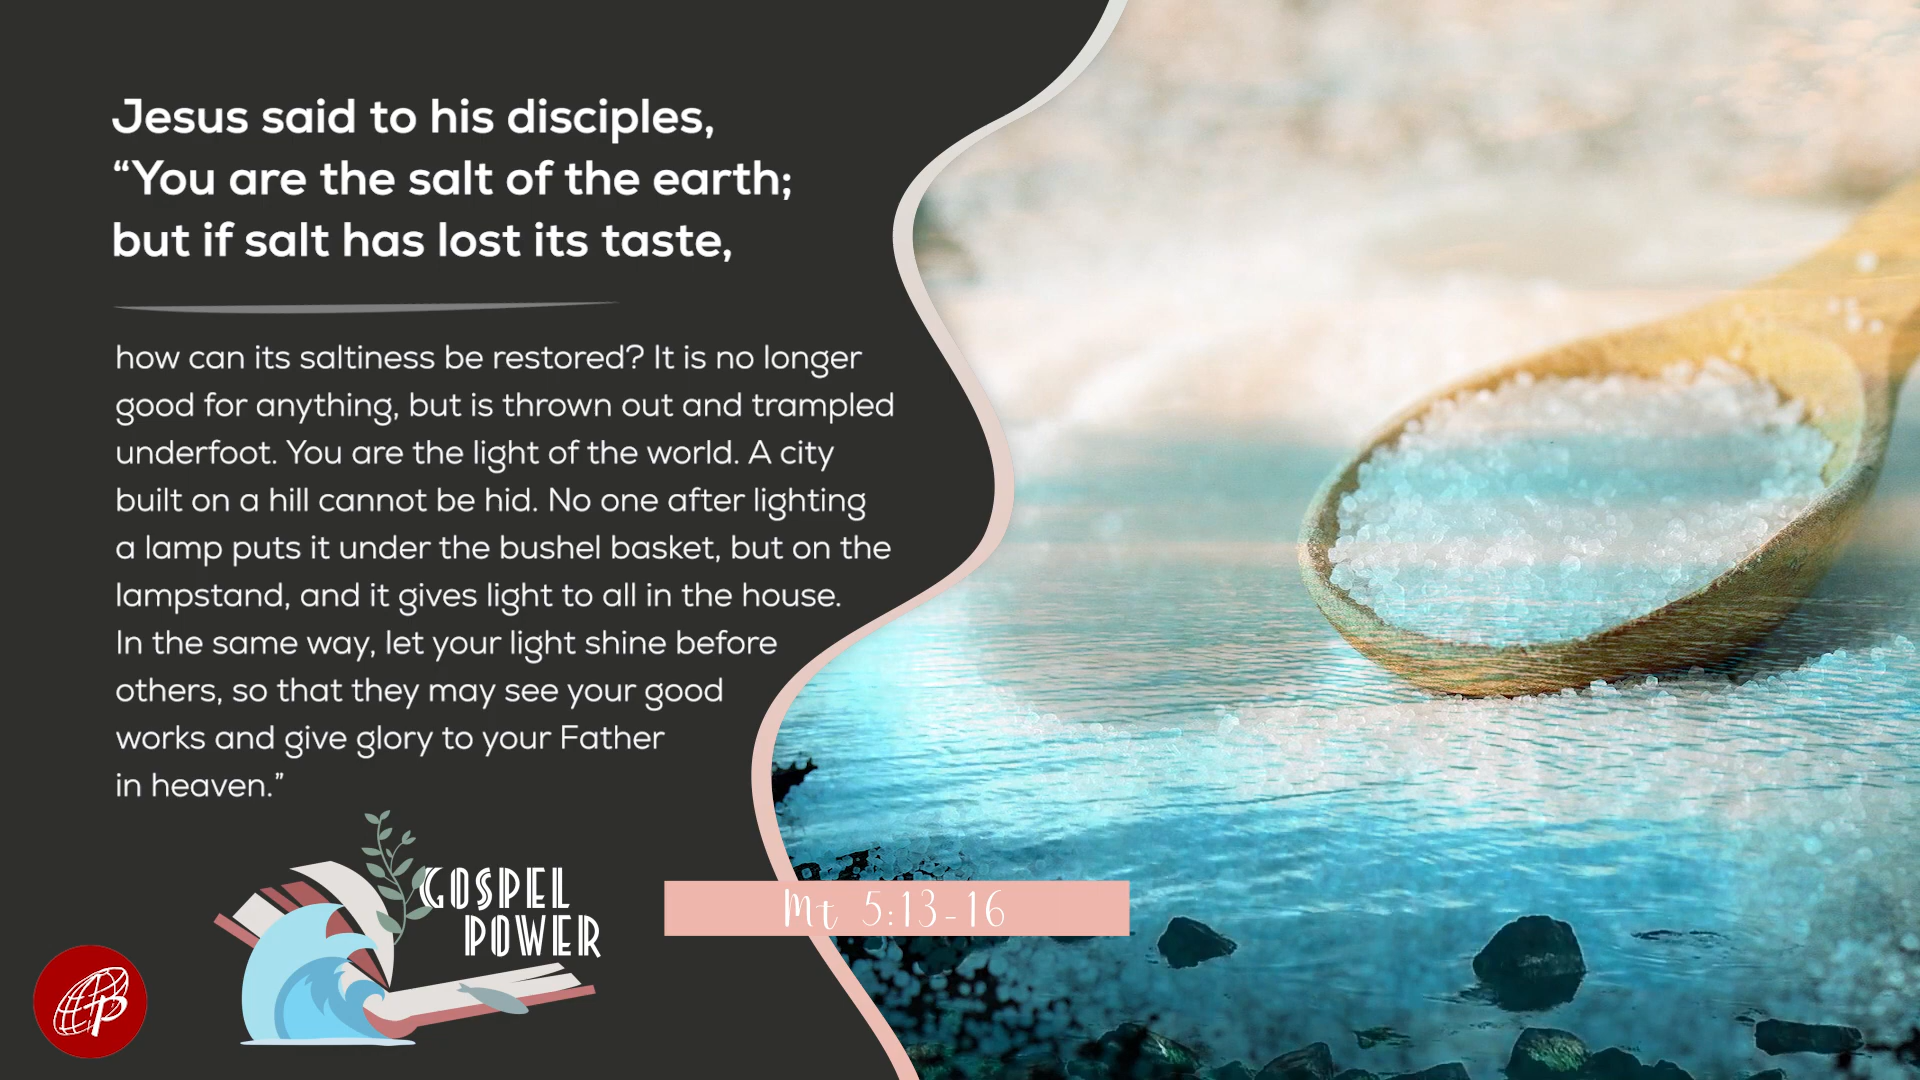 Jesus said to his disciples,
“You are the salt of the earth;
but if salt has lost its taste,
how can its saltiness be restored? It is no longer
good for anything, but is thrown out and trampled
underfoot. You are the light of the world. A city
built on a hill cannot be hid. No one after lighting
a lamp puts it under the bushel basket, but on the
lampstand, and it gives light to all in the house.
In the same way, let your light shine before
others, so that they may see your good
works and give glory to your Father
in heaven.”
GOSPEL
POWER
Mt 5:13-16